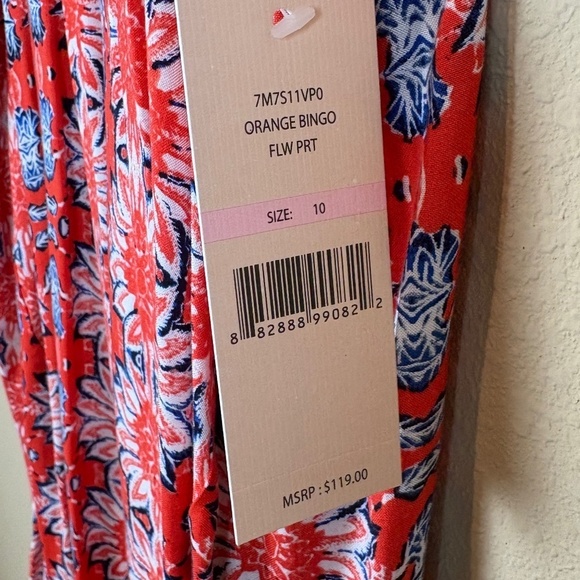 7M7S11VP0
ORANGE BINGO
FLW PRT
SIZE: 10
8 82888 99082 2
MSRP : $119.00